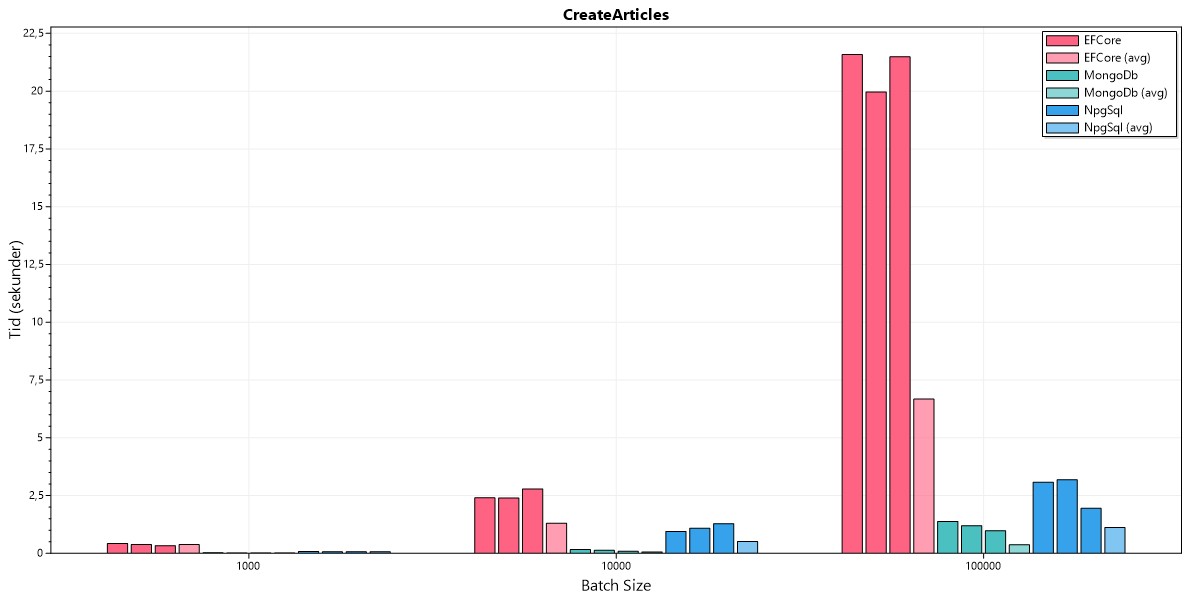 CreateArticles
EFCore
EFCore (avg)
MongoDb
MongoDb (avg)
NpgSql
NpgSql (avg)
Tid (sekunder)
22,5
20
17,5
15
12,5
10
7,5
5
2,5
0
1000
10000
100000
Batch Size